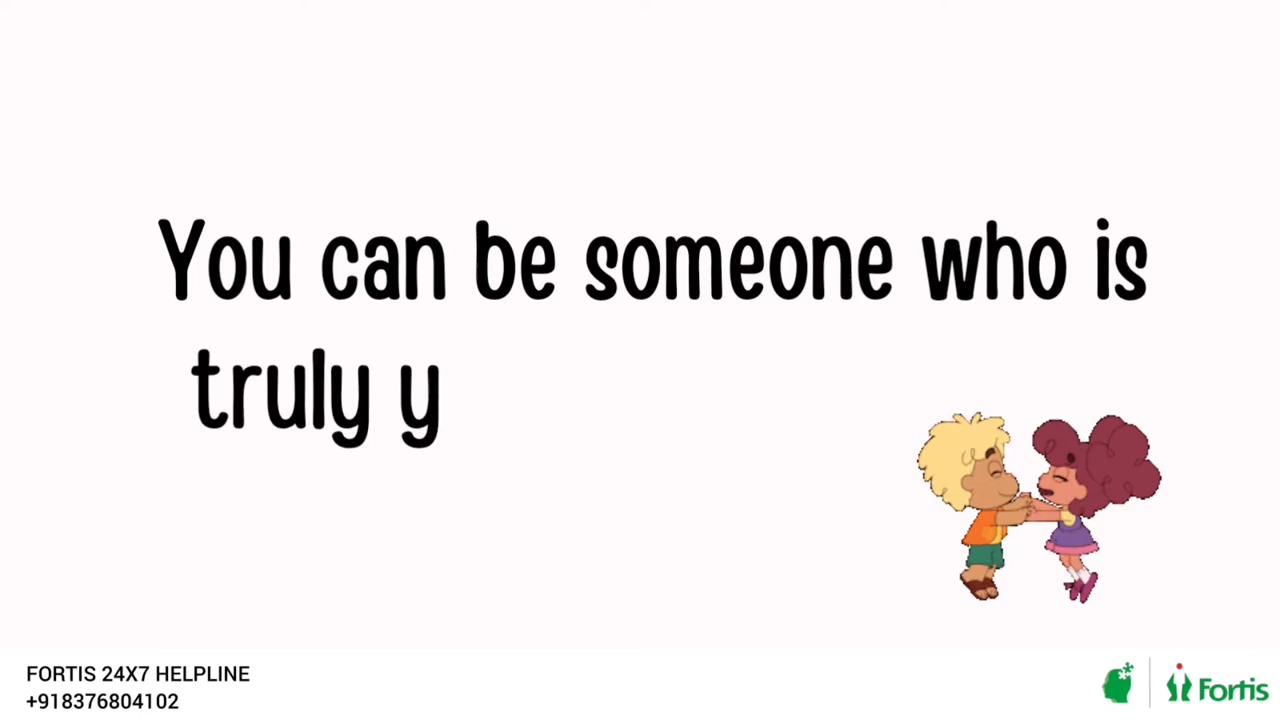 You can be someone who is
truly y
FORTIS 24X7 HELPLINE
+918376804102
Fortis